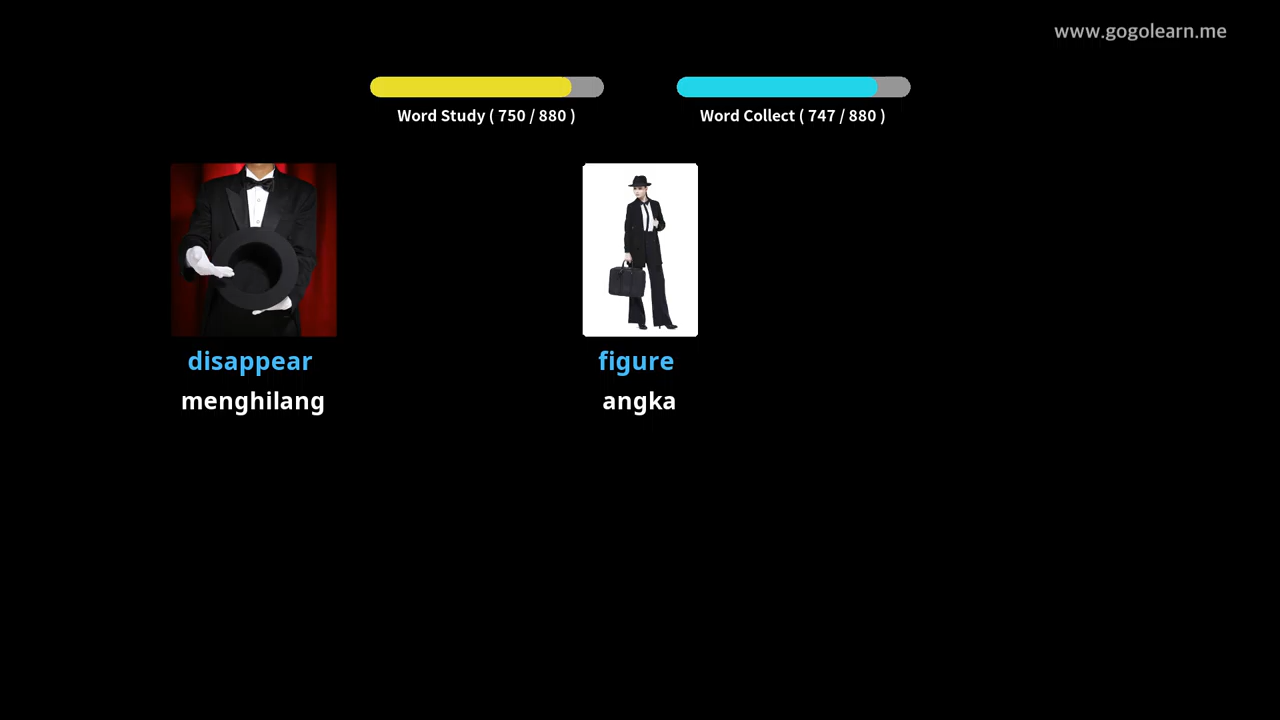 www.gogolearn.me
Word Study ( 750 / 880 )
Word Collect ( 747 / 880 )
disappear
menghilang
figure
angka